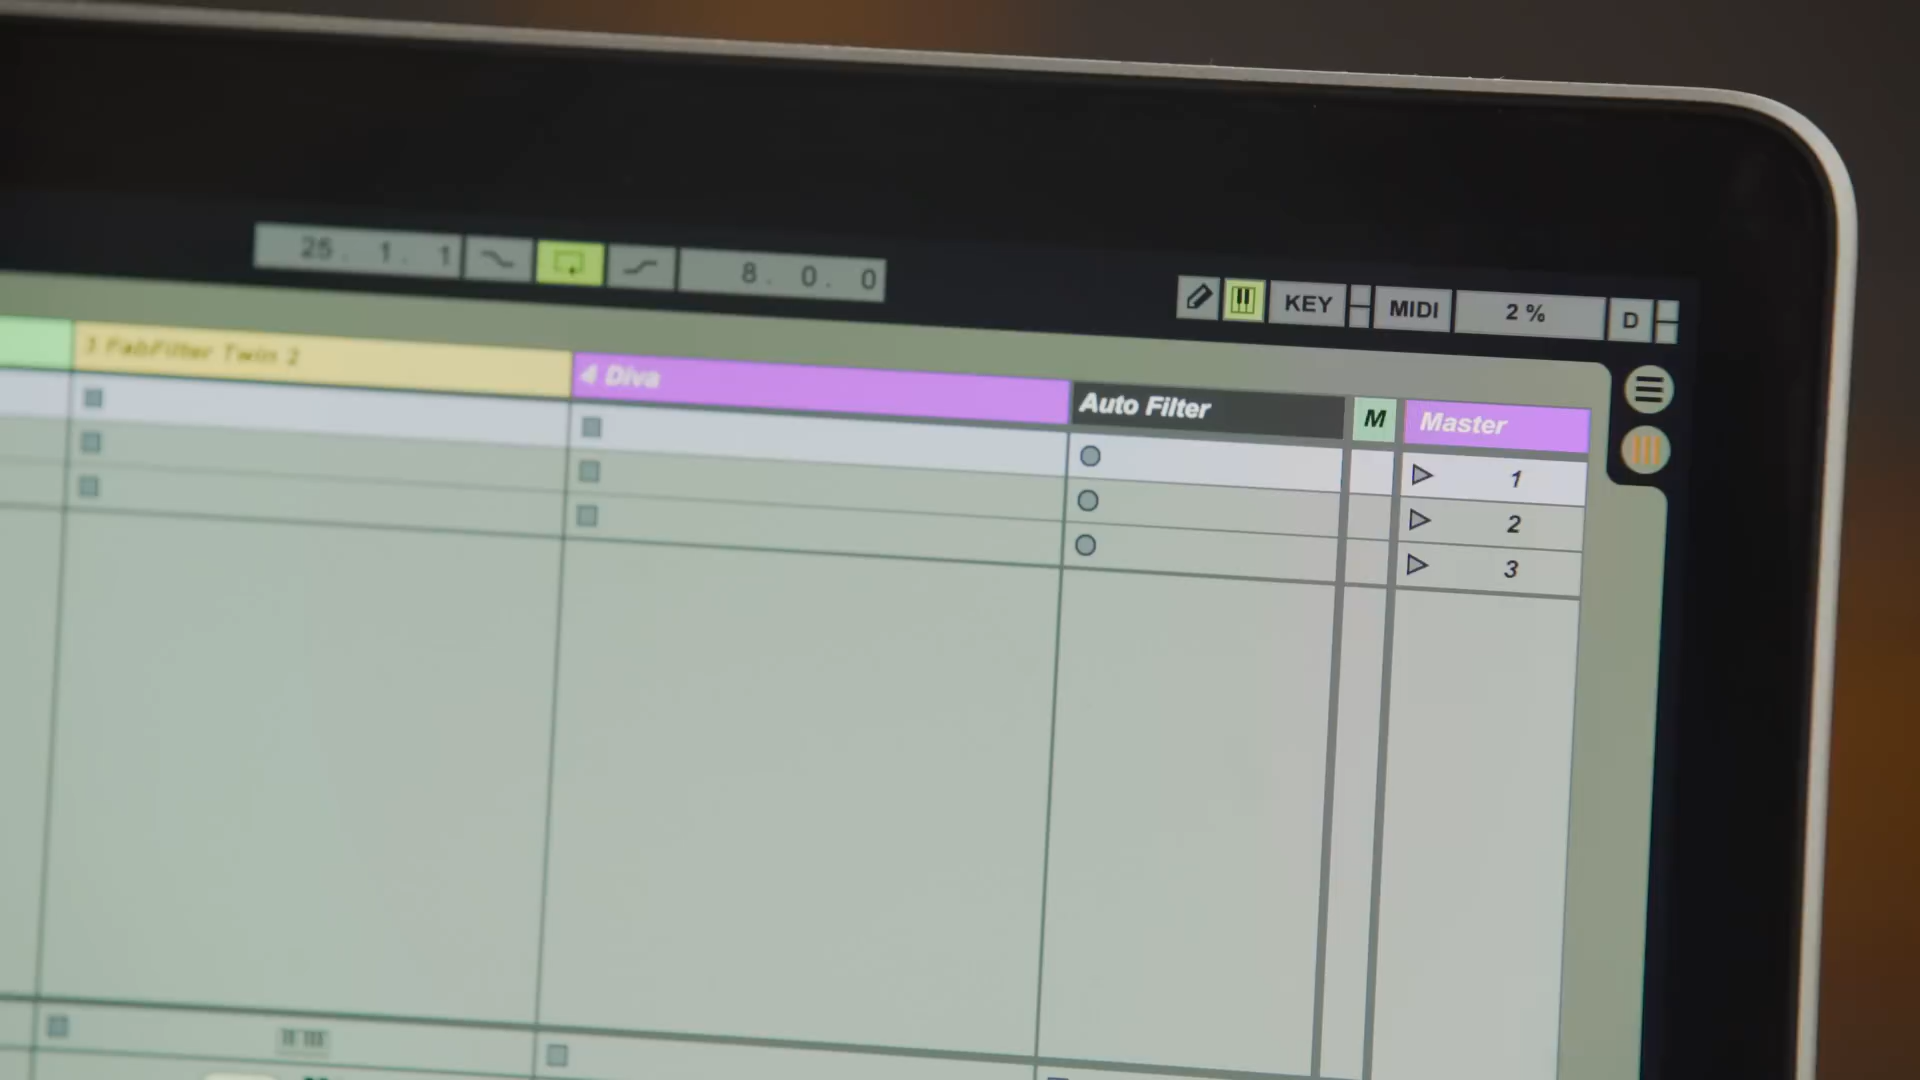 25. 1. 1
8. 0. 0
KEY
MIDI
2 %
D
3 FabFilter Twin 2
4 Diva
Auto Filter
M
Master
1
2
3